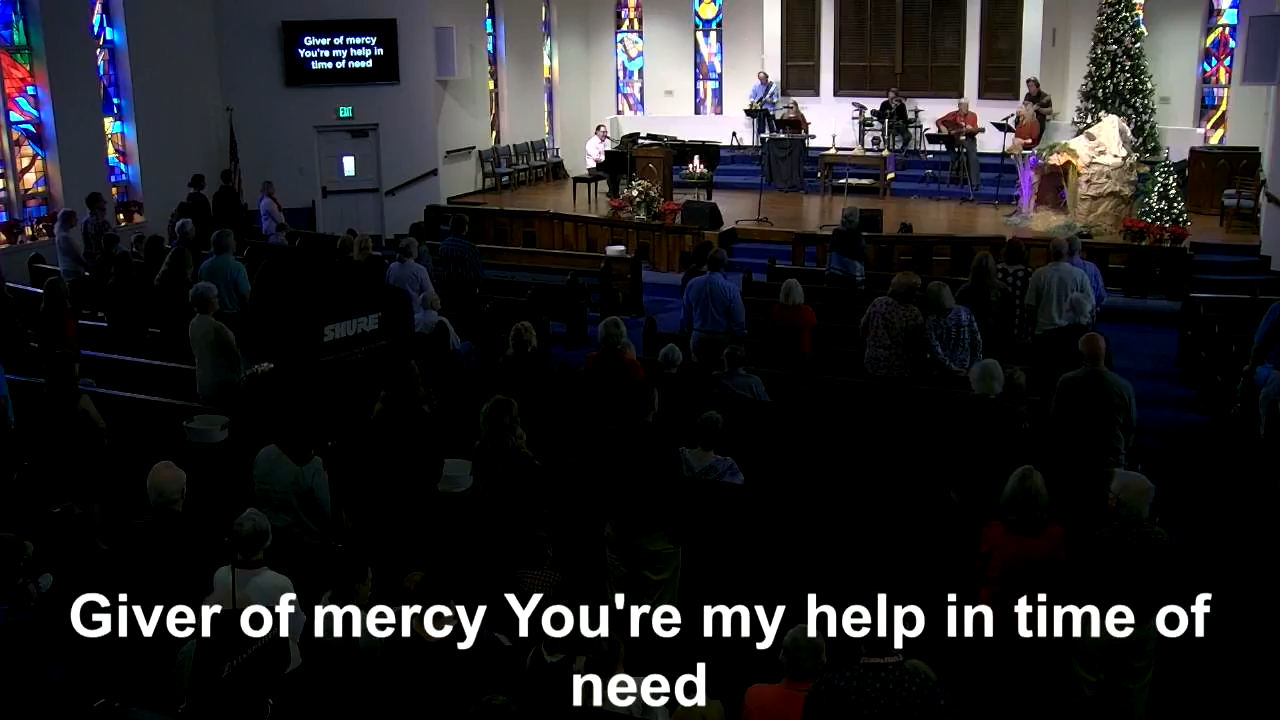 Giver of mercy
You're my help in
time of need
EXIT
SHURE
Giver of mercy You're my help in time of
need